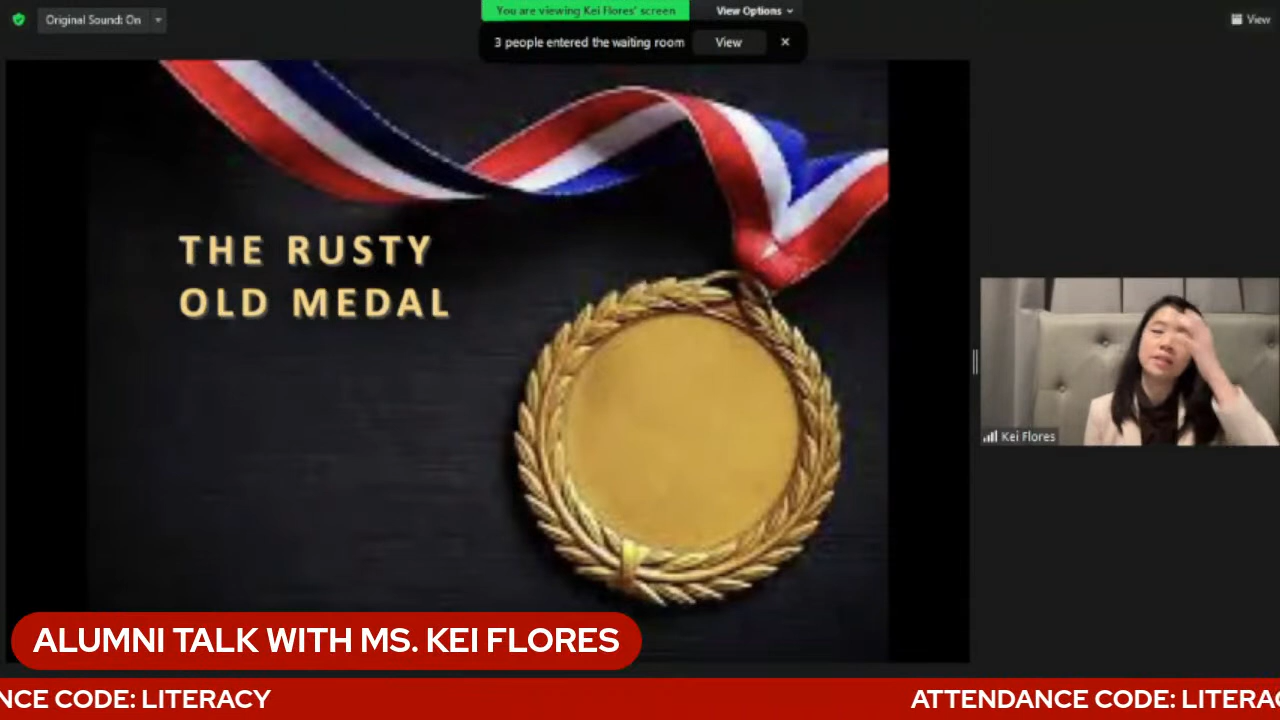 Original Sound: On
You are viewing Kei Flores' screen
View Options
View
3 people entered the waiting room
View
THE RUSTY
OLD MEDAL
Kei Flores
ALUMNI TALK WITH MS. KEI FLORES
NCE CODE: LITERACY
ATTENDANCE CODE: LITERAC